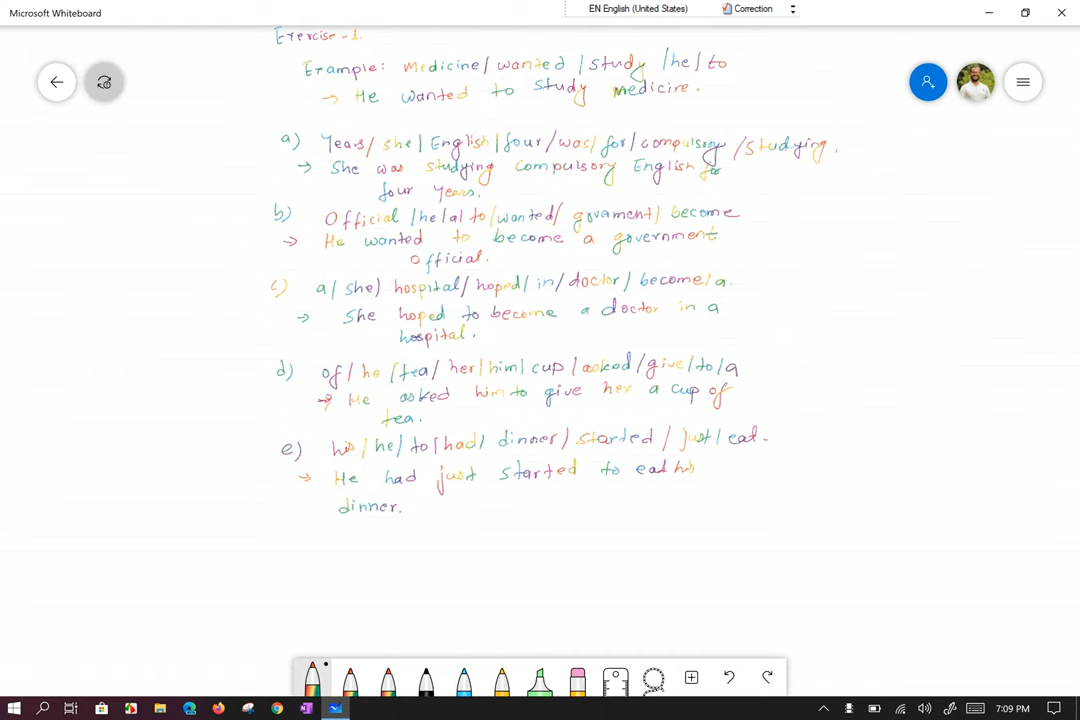 Microsoft Whiteboard
EN English (United States)
Correction
Exercise - 1.
Example: Medicine/ wanted / study /he/ to
→ He wanted to study medicine.
a) Years/ she/ English/ four/ was/ for/ compulsory /studying.
→ She was studying compulsory English for
four years.
b) Official /he/a/ to/wanted/ govament/ become
→ He wanted to become a government
official.
c) a/ she) hospital/ hoped/ in/ doctor/ become/a.
→ She hoped to become a doctor in a
hospital.
d) of/ he /tea/ her/ him/ cup / asked /give/to/a
→ He asked him to give her a cup of
tea.
e) his/he/ to/had/ dinner/ started / just/ eat.
→ He had just started to eat his
dinner.
7:09 PM